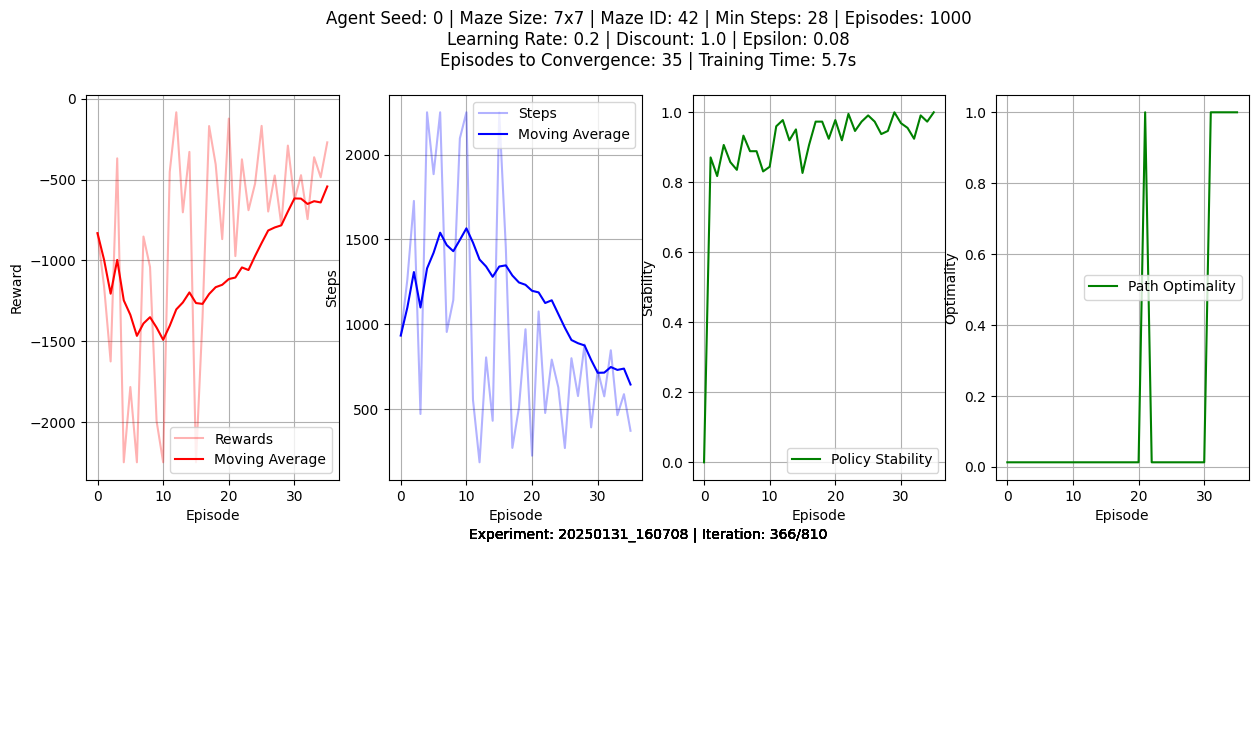 Agent Seed: 0 | Maze Size: 7x7 | Maze ID: 42 | Min Steps: 28 | Episodes: 1000
Learning Rate: 0.2 | Discount: 1.0 | Epsilon: 0.08
Episodes to Convergence: 35 | Training Time: 5.7s
Reward
0
−500
−1000
−1500
−2000
Rewards
Moving Average
0
10
20
30
Episode
Steps
2000
1500
1000
500
Steps
Moving Average
0
10
20
30
Episode
Stability
1.0
0.8
0.6
0.4
0.2
0.0
Policy Stability
0
10
20
30
Episode
Optimality
1.0
0.8
0.6
0.4
0.2
0.0
Path Optimality
0
10
20
30
Episode
Experiment: 20250131_160708 | Iteration: 366/810